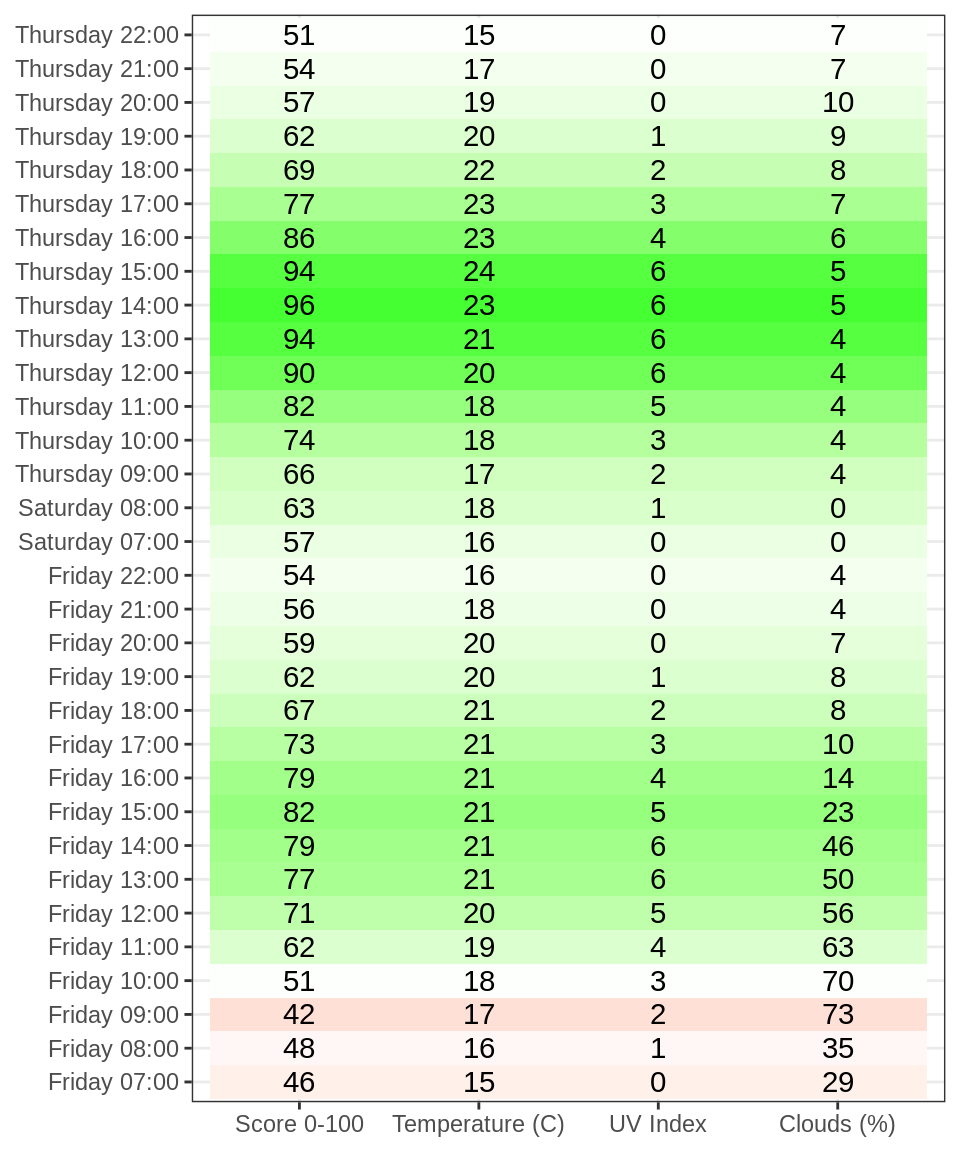 Thursday 22:00 51 15 0 7
Thursday 21:00 54 17 0 7
Thursday 20:00 57 19 0 10
Thursday 19:00 62 20 1 9
Thursday 18:00 69 22 2 8
Thursday 17:00 77 23 3 7
Thursday 16:00 86 23 4 6
Thursday 15:00 94 24 6 5
Thursday 14:00 96 23 6 5
Thursday 13:00 94 21 6 4
Thursday 12:00 90 20 6 4
Thursday 11:00 82 18 5 4
Thursday 10:00 74 18 3 4
Thursday 09:00 66 17 2 4
Saturday 08:00 63 18 1 0
Saturday 07:00 57 16 0 0
Friday 22:00 54 16 0 4
Friday 21:00 56 18 0 4
Friday 20:00 59 20 0 7
Friday 19:00 62 20 1 8
Friday 18:00 67 21 2 8
Friday 17:00 73 21 3 10
Friday 16:00 79 21 4 14
Friday 15:00 82 21 5 23
Friday 14:00 79 21 6 46
Friday 13:00 77 21 6 50
Friday 12:00 71 20 5 56
Friday 11:00 62 19 4 63
Friday 10:00 51 18 3 70
Friday 09:00 42 17 2 73
Friday 08:00 48 16 1 35
Friday 07:00 46 15 0 29
Score 0-100 Temperature (C) UV Index Clouds (%)